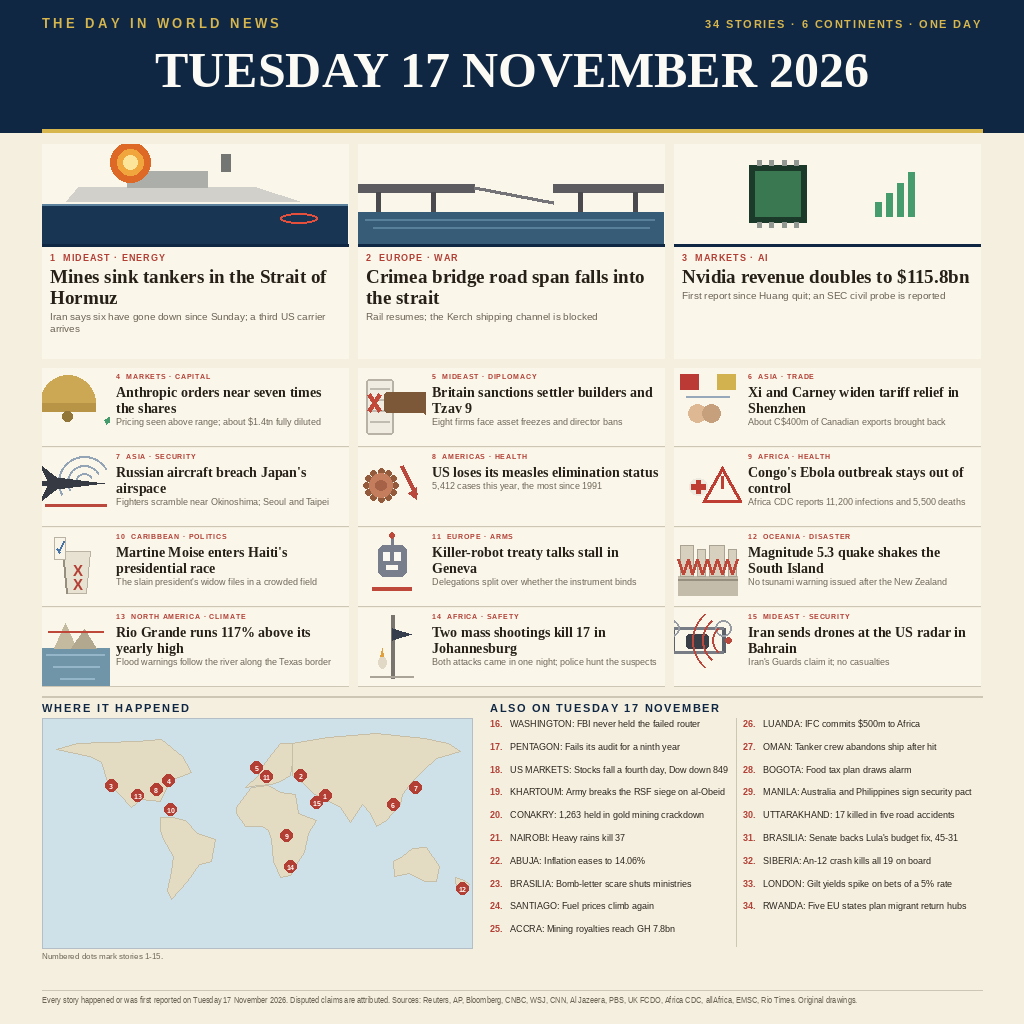 THE DAY IN WORLD NEWS
34 STORIES · 6 CONTINENTS · ONE DAY
TUESDAY 17 NOVEMBER 2026
1 MIDEAST · ENERGY
Mines sink tankers in the Strait of
Hormuz
Iran says six have gone down since Sunday; a third US carrier
arrives
2 EUROPE · WAR
Crimea bridge road span falls into
the strait
Rail resumes; the Kerch shipping channel is blocked
3 MARKETS · AI
Nvidia revenue doubles to $115.8bn
First report since Huang quit; an SEC civil probe is reported
4 MARKETS · CAPITAL
Anthropic orders near seven times
the shares
Pricing seen above range; about $1.4tn fully diluted
5 MIDEAST · DIPLOMACY
Britain sanctions settler builders and
Tzav 9
Eight firms face asset freezes and director bans
6 ASIA · TRADE
Xi and Carney widen tariff relief in
Shenzhen
About C$400m of Canadian exports brought back
7 ASIA · SECURITY
Russian aircraft breach Japan's
airspace
Fighters scramble near Okinoshima; Seoul and Taipei
8 AMERICAS · HEALTH
US loses its measles elimination status
5,412 cases this year, the most since 1991
9 AFRICA · HEALTH
Congo's Ebola outbreak stays out of
control
Africa CDC reports 11,200 infections and 5,500 deaths
10 CARIBBEAN · POLITICS
Martine Moise enters Haiti's
presidential race
The slain president's widow files in a crowded field
X
X
11 EUROPE · ARMS
Killer-robot treaty talks stall in
Geneva
Delegations split over whether the instrument binds
12 OCEANIA · DISASTER
Magnitude 5.3 quake shakes the
South Island
No tsunami warning issued after the New Zealand
13 NORTH AMERICA · CLIMATE
Rio Grande runs 117% above its
yearly high
Flood warnings follow the river along the Texas border
14 AFRICA · SAFETY
Two mass shootings kill 17 in
Johannesburg
Both attacks came in one night; police hunt the suspects
15 MIDEAST · SECURITY
Iran sends drones at the US radar in
Bahrain
Iran's Guards claim it; no casualties
WHERE IT HAPPENED
5
11
2
4
3
8
13
10
1
15
7
6
9
14
12
Numbered dots mark stories 1-15.
ALSO ON TUESDAY 17 NOVEMBER
16. WASHINGTON: FBI never held the failed router
17. PENTAGON: Fails its audit for a ninth year
18. US MARKETS: Stocks fall a fourth day, Dow down 849
19. KHARTOUM: Army breaks the RSF siege on al-Obeid
20. CONAKRY: 1,263 held in gold mining crackdown
21. NAIROBI: Heavy rains kill 37
22. ABUJA: Inflation eases to 14.06%
23. BRASILIA: Bomb-letter scare shuts ministries
24. SANTIAGO: Fuel prices climb again
25. ACCRA: Mining royalties reach GH 7.8bn
26. LUANDA: IFC commits $500m to Africa
27. OMAN: Tanker crew abandons ship after hit
28. BOGOTA: Food tax plan draws alarm
29. MANILA: Australia and Philippines sign security pact
30. UTTARAKHAND: 17 killed in five road accidents
31. BRASILIA: Senate backs Lula's budget fix, 45-31
32. SIBERIA: An-12 crash kills all 19 on board
33. LONDON: Gilt yields spike on bets of a 5% rate
34. RWANDA: Five EU states plan migrant return hubs
Every story happened or was first reported on Tuesday 17 November 2026. Disputed claims are attributed. Sources: Reuters, AP, Bloomberg, CNBC, WSJ, CNN, Al Jazeera, PBS, UK FCDO, Africa CDC, allAfrica, EMSC, Rio Times. Original drawings.